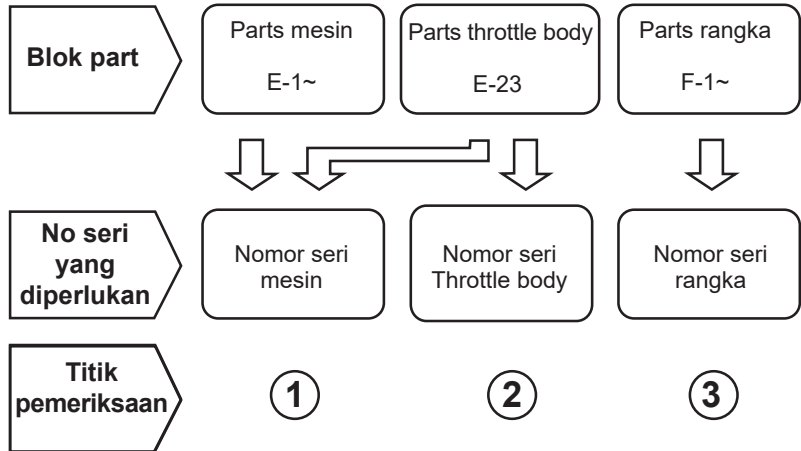 Blok part
Parts mesin
E-1~
Parts throttle body
E-23
Parts rangka
F-1~
No seri
yang
diperlukan
Nomor seri
mesin
Nomor seri
Throttle body
Nomor seri
rangka
Titik
pemeriksaan
1
2
3